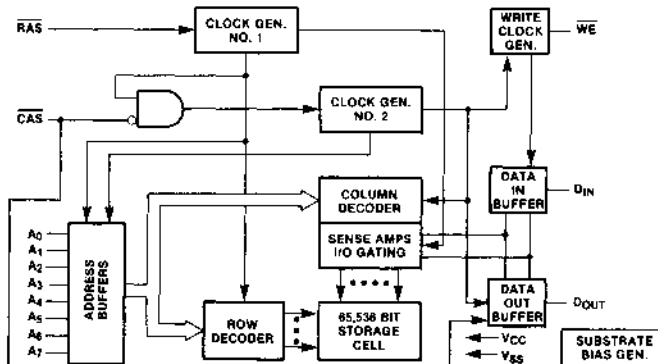 RAS
CLOCK GEN.
NO. 1
WRITE
CLOCK
GEN.
WE
CAS
CLOCK GEN.
NO. 2
COLUMN
DECODER
DATA
IN
BUFFER
DIN
SENSE AMPS
I/O GATING
A0
A1
A2
A3
A4
A5
A6
A7
ADDRESS
BUFFERS
ROW
DECODER
65,536 BIT
STORAGE
CELL
DATA
OUT
BUFFER
DOUT
VCC
VSS
SUBSTRATE
BIAS GEN.